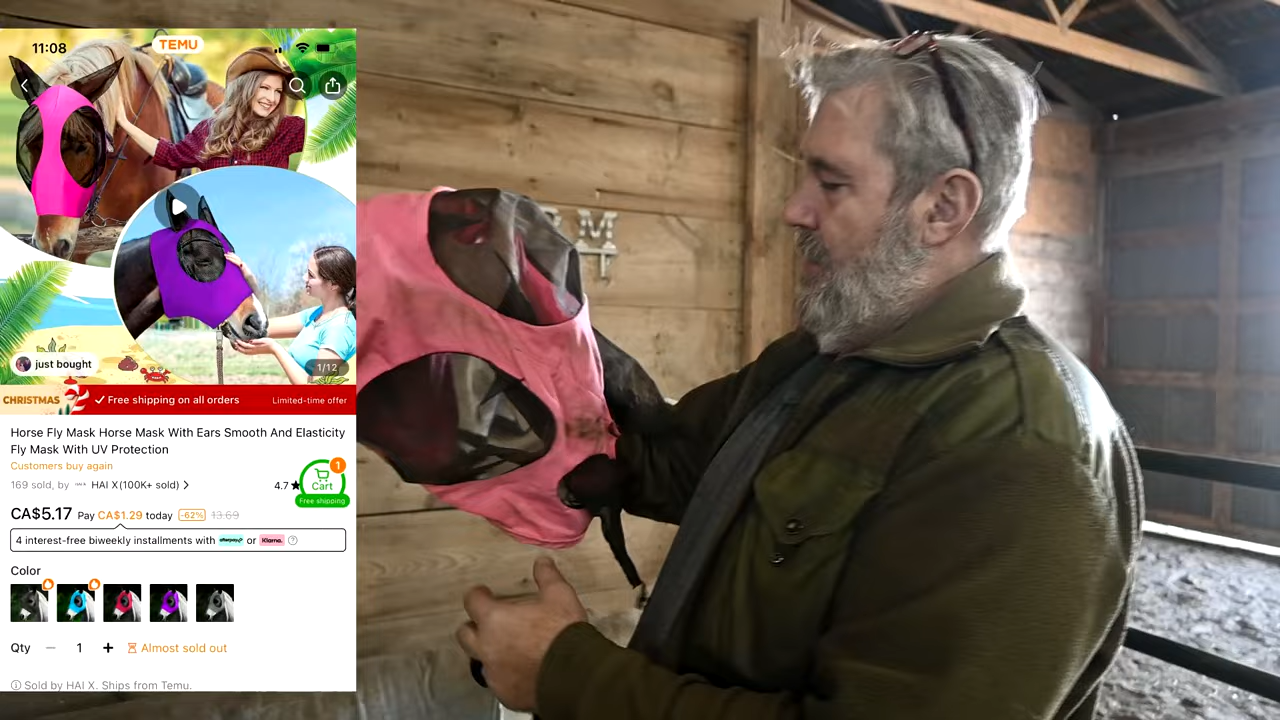 11:08
TEMU
just bought
1/12
CHRISTMAS
Free shipping on all orders
Limited-time offer
Horse Fly Mask Horse Mask With Ears Smooth And Elasticity
Fly Mask With UV Protection
Customers buy again
169 sold, by HAI X(100K+ sold)
4.7★
1
Cart
Free shipping
CA$5.17 Pay CA$1.29 today -62% 13.69
4 interest-free biweekly installments with afterpay or Klarna. ?
Color
Qty − 1 + Almost sold out
Sold by HAI X. Ships from Temu.
M